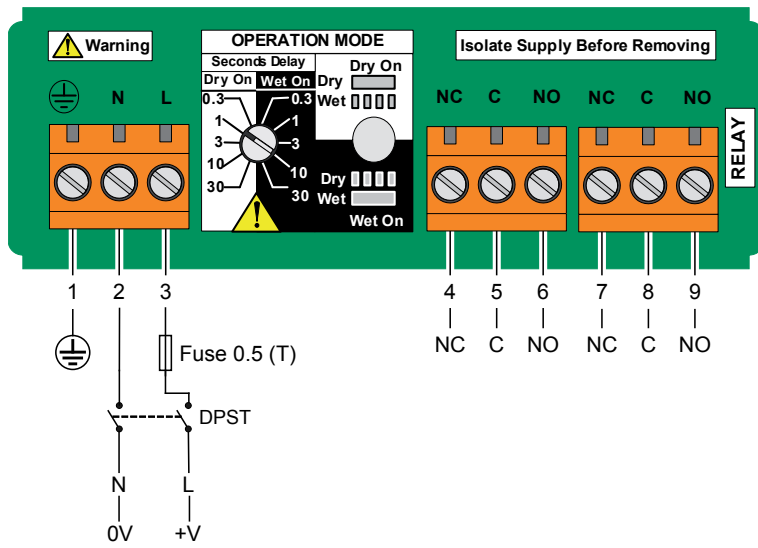 Warning
OPERATION MODE
Isolate Supply Before Removing
Seconds Delay
Dry On Wet On
Dry On
Dry
Wet
0.3 0.3
1 1
3 3
10 10
30 30
Dry
Wet
Wet On
N L
NC C NO NC C NO
RELAY
1 2 3 4 5 6 7 8 9
NC C NO NC C NO
Fuse 0.5 (T)
DPST
N L
0V +V